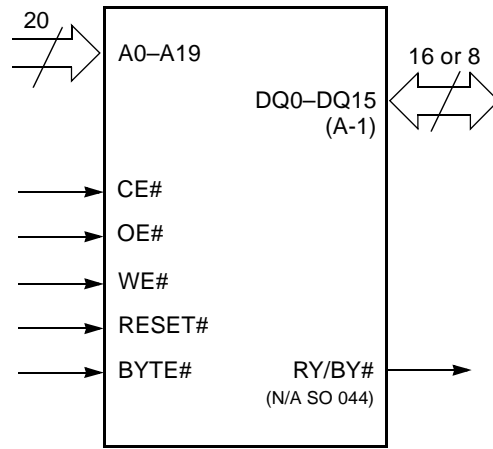 20
A0–A19
16 or 8
DQ0–DQ15
(A-1)
CE#
OE#
WE#
RESET#
BYTE#
RY/BY#
(N/A SO 044)